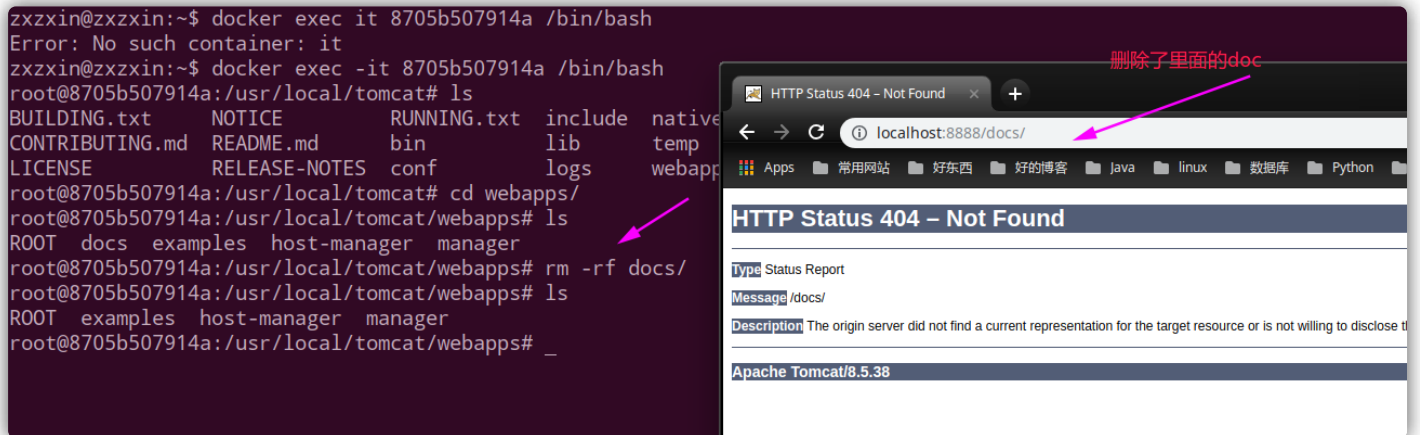 zxzxin@zxzxin:~$ docker exec it 8705b507914a /bin/bash
Error: No such container: it
zxzxin@zxzxin:~$ docker exec -it 8705b507914a /bin/bash
root@8705b507914a:/usr/local/tomcat# ls
BUILDING.txt NOTICE RUNNING.txt include native
CONTRIBUTING.md README.md bin lib temp
LICENSE RELEASE-NOTES conf logs webapp
root@8705b507914a:/usr/local/tomcat# cd webapps/
root@8705b507914a:/usr/local/tomcat/webapps# ls
ROOT docs examples host-manager manager
root@8705b507914a:/usr/local/tomcat/webapps# rm -rf docs/
root@8705b507914a:/usr/local/tomcat/webapps# ls
ROOT examples host-manager manager
root@8705b507914a:/usr/local/tomcat/webapps# _
删除了里面的doc
HTTP Status 404 – Not Found
localhost:8888/docs/
Apps 常用网站 好东西 好的博客 Java linux 数据库 Python
HTTP Status 404 – Not Found
Type Status Report
Message /docs/
Description The origin server did not find a current representation for the target resource or is not willing to disclose
Apache Tomcat/8.5.38